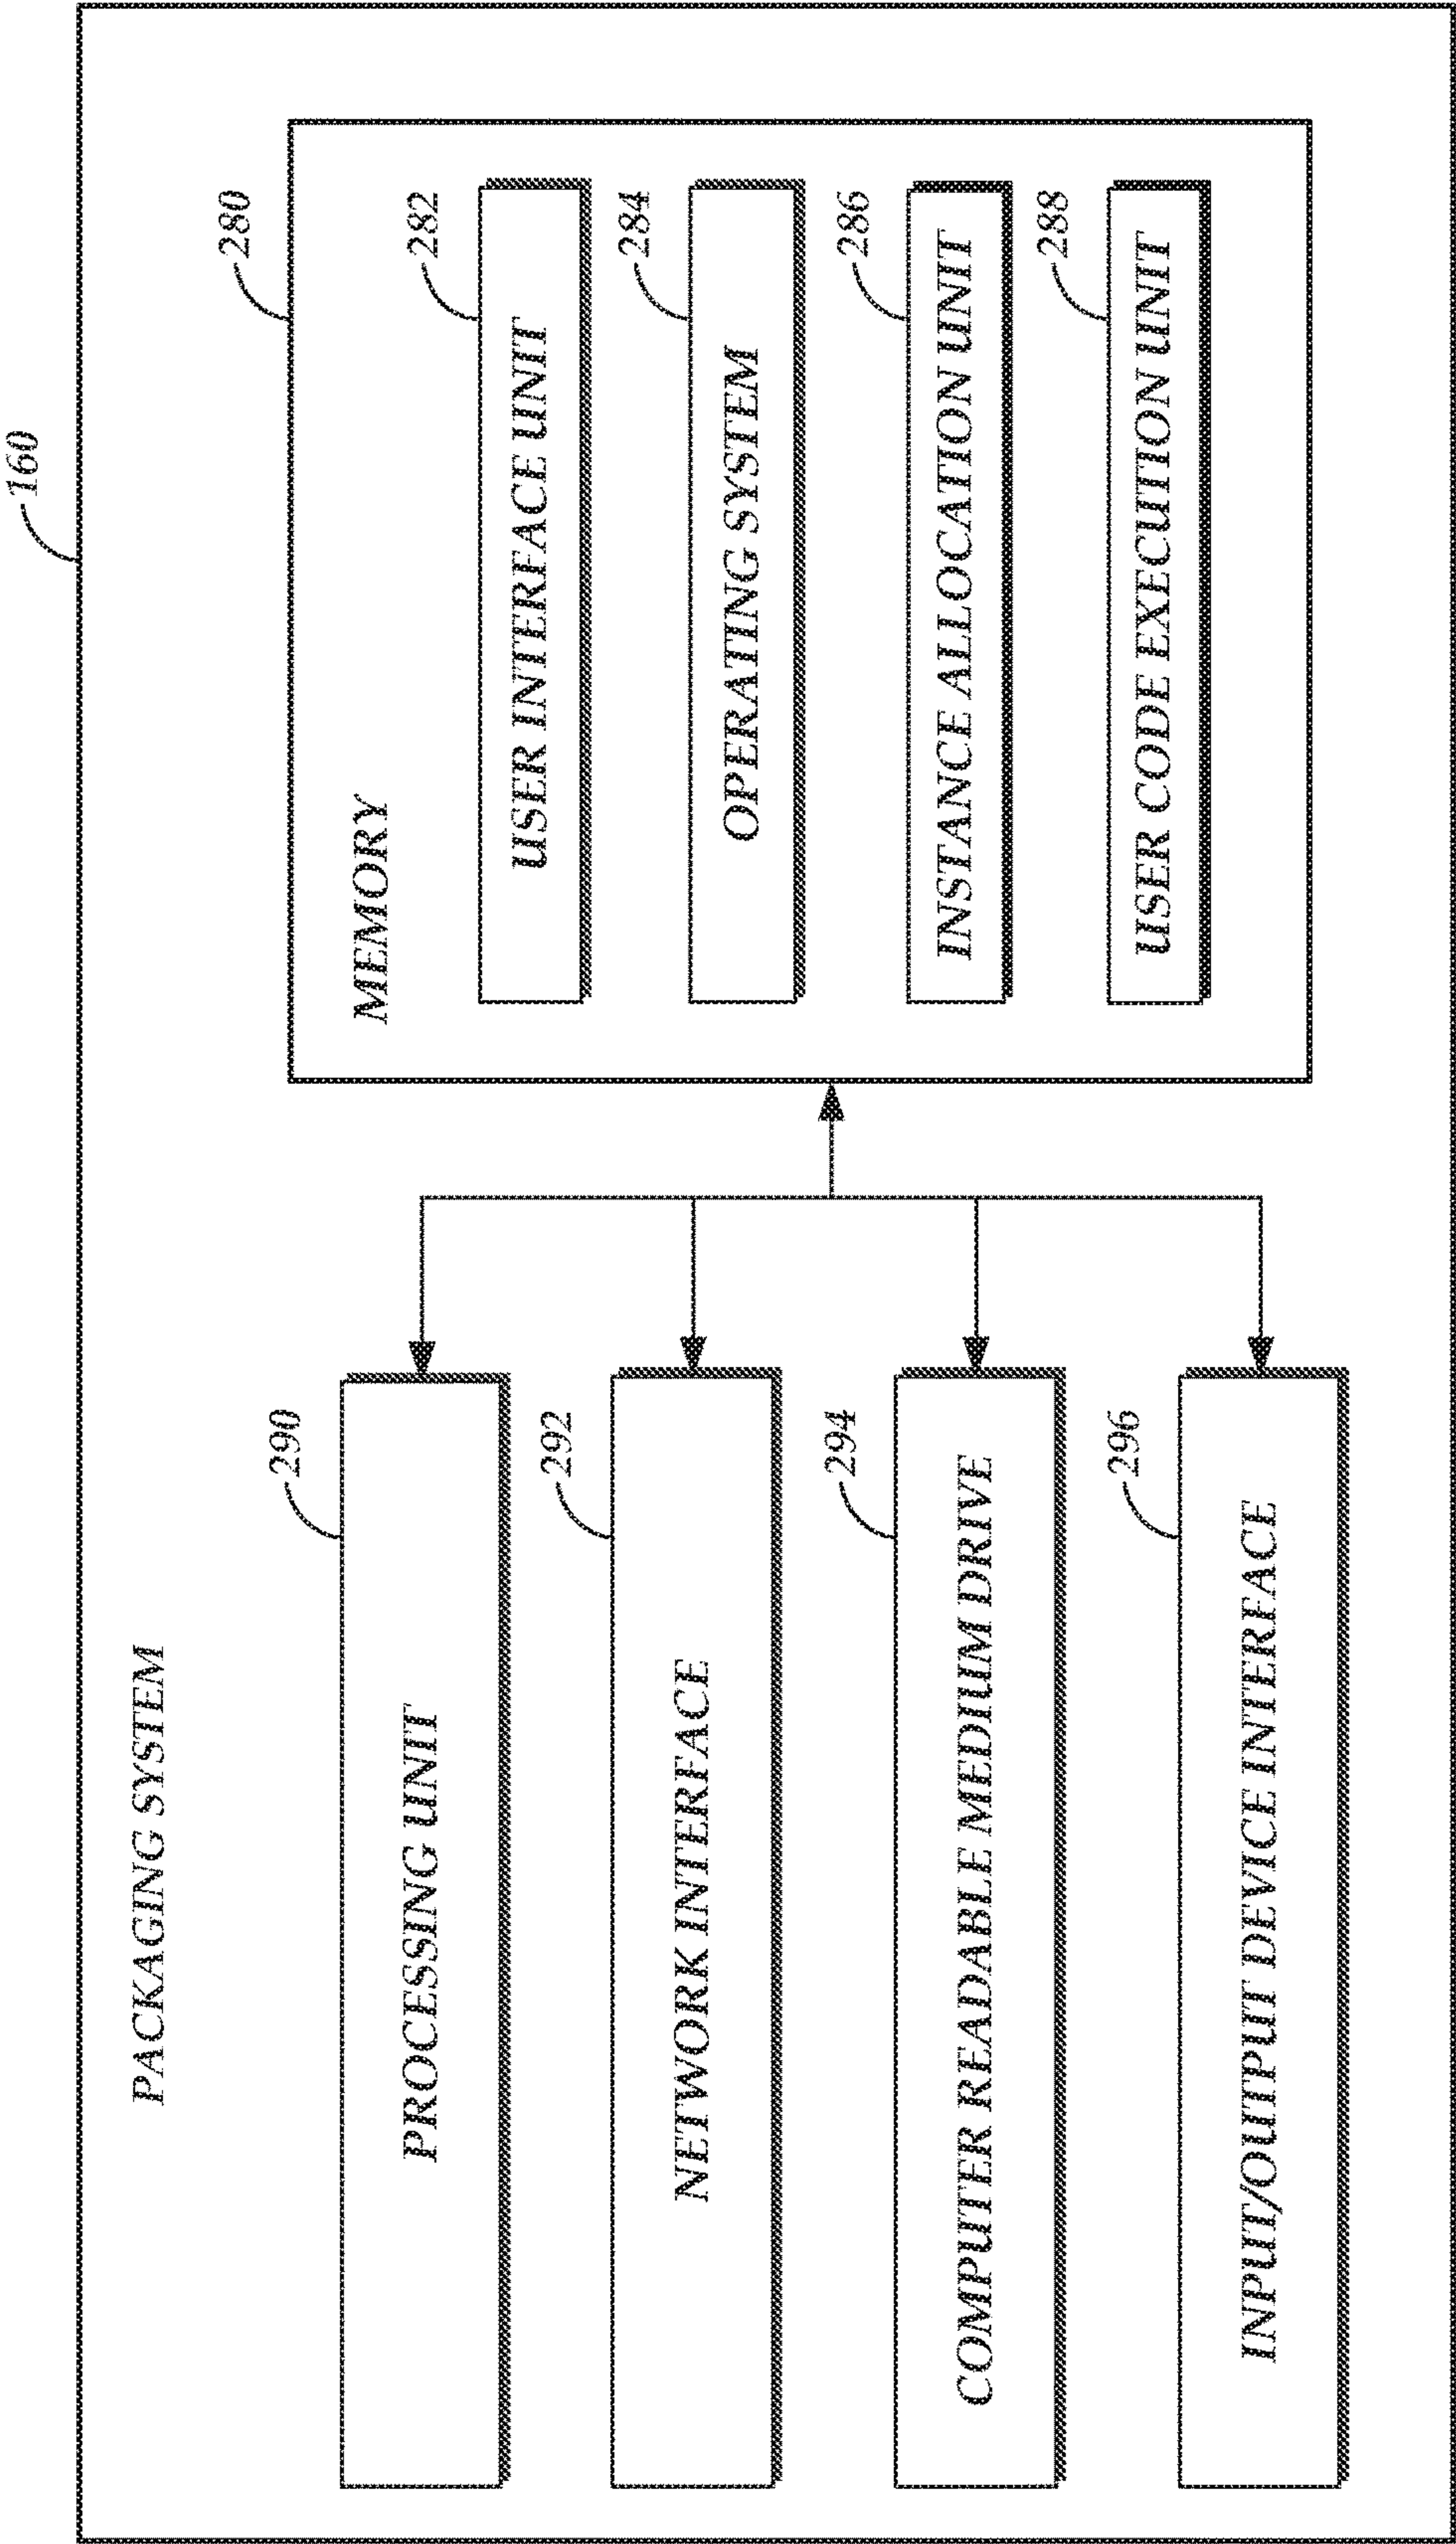 160
PACKAGING SYSTEM
290
PROCESSING UNIT
292
NETWORK INTERFACE
294
COMPUTER READABLE MEDIUM DRIVE
296
INPUT/OUTPUT DEVICE INTERFACE
280
MEMORY
282
USER INTERFACE UNIT
284
OPERATING SYSTEM
286
INSTANCE ALLOCATION UNIT
288
USER CODE EXECUTION UNIT